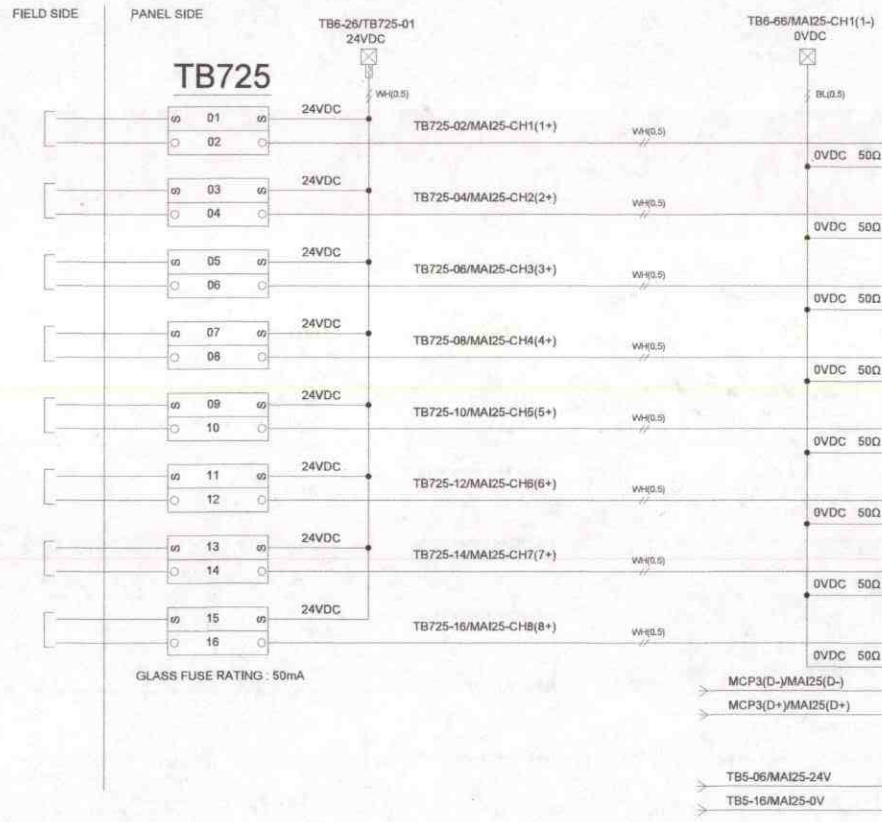 FIELD SIDE PANEL SIDE
TB6-26/TB725-01
24VDC
TB6-66/MAI25-CH1(1-)
0VDC
TB725
WH(0.5)
BL(0.5)
S 01 S 24VDC
02
TB725-02/MAI25-CH1(1+)
WH(0.5)
0VDC 50Ω
S 03 S 24VDC
04
TB725-04/MAI25-CH2(2+)
WH(0.5)
0VDC 50Ω
S 05 S 24VDC
06
TB725-06/MAI25-CH3(3+)
WH(0.5)
0VDC 50Ω
S 07 S 24VDC
08
TB725-08/MAI25-CH4(4+)
WH(0.5)
0VDC 50Ω
S 09 S 24VDC
10
TB725-10/MAI25-CH5(5+)
WH(0.5)
0VDC 50Ω
S 11 S 24VDC
12
TB725-12/MAI25-CH6(6+)
WH(0.5)
0VDC 50Ω
S 13 S 24VDC
14
TB725-14/MAI25-CH7(7+)
WH(0.5)
0VDC 50Ω
S 15 S 24VDC
16
TB725-16/MAI25-CH8(8+)
WH(0.5)
0VDC 50Ω
GLASS FUSE RATING : 50mA
MCP3(D-)/MAI25(D-)
MCP3(D+)/MAI25(D+)
TB5-06/MAI25-24V
TB5-16/MAI25-0V